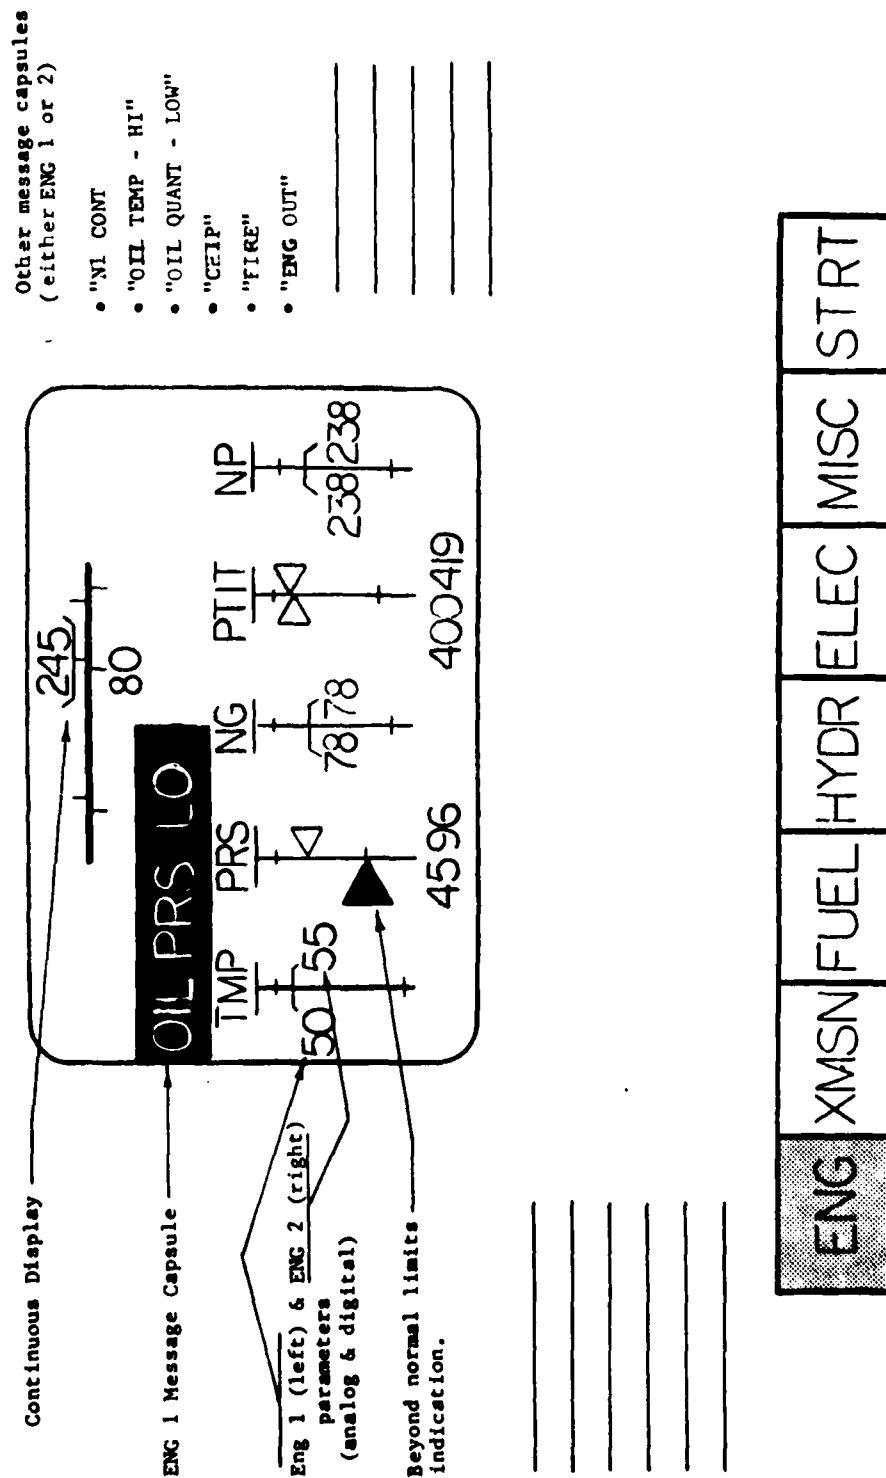 Continuous Display
ENG 1 Message Capsule
Eng 1 (left) & ENG 2 (right)
parameters
(analog & digital)
Beyond normal limits
indication.
245
80
OIL PRS LO
TMP PRS NG PTIT NP
50 55 78 78 238 238
45 96 400 419
Other message capsules
(either ENG 1 or 2)
• "N1 CONT
• "OIL TEMP - HI"
• "OIL QUANT - LOW"
• "CHIP"
• "FIRE"
• "ENG OUT"
ENG XMSN FUEL HYDR ELEC MISC STRT